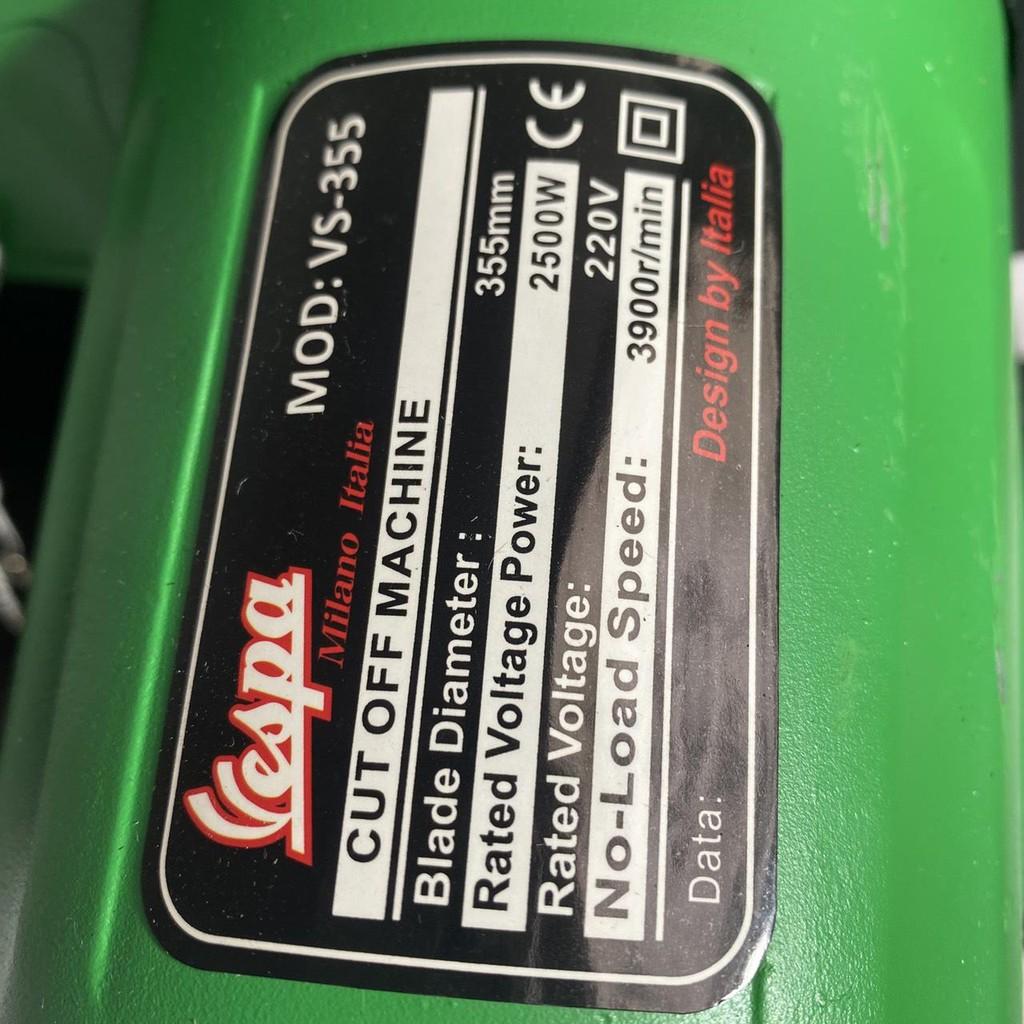 Vespa
Milano Italia
MOD: VS-355
CUT OFF MACHINE
Blade Diameter : 355mm
Rated Voltage Power: 2500W
Rated Voltage: 220V
No-Load Speed: 3900r/min
CE
Data:
Design by Italia